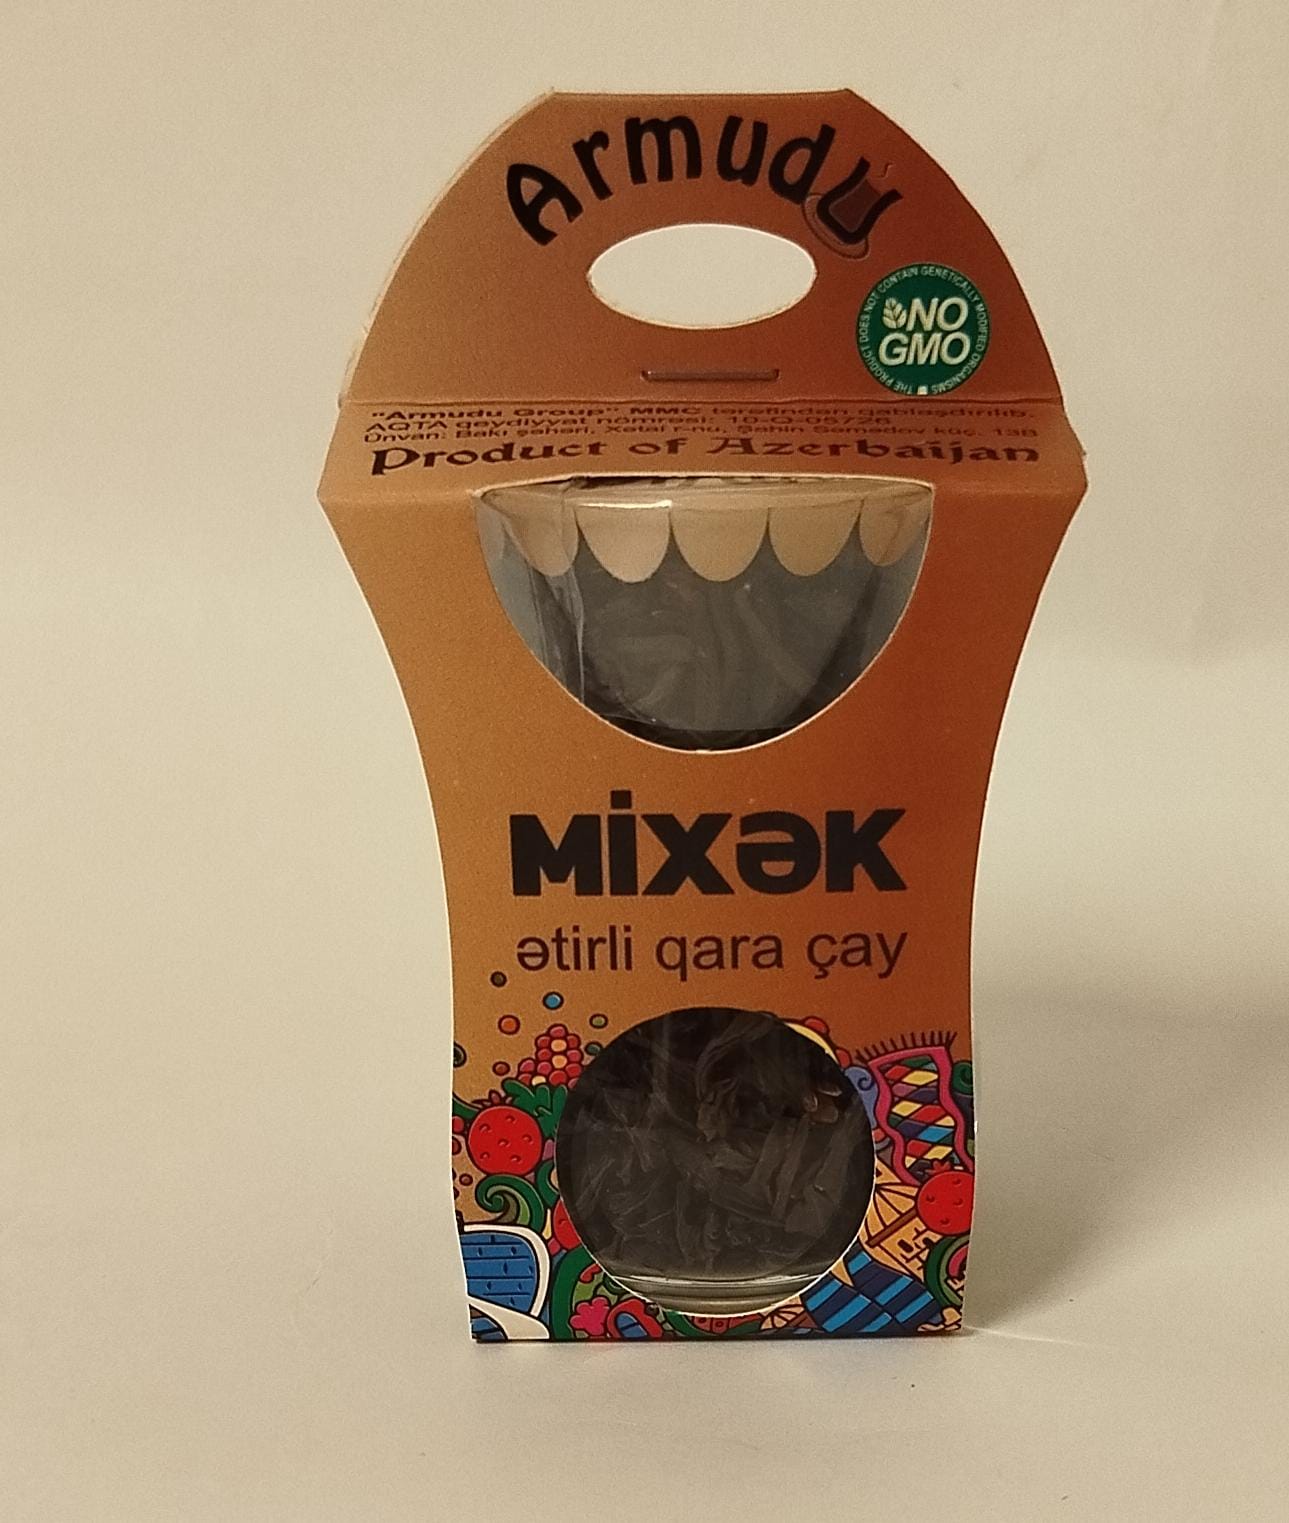 Armudu
THE PRODUCT DOES NOT CONTAIN GENETICALLY MODIFIED ORGANISMS
NO
GMO
"Armudu Group" MMC tərəfindən qablaşdırılıb.
AQTA qeydiyyat nömrəsi: 10-Q-05726
Ünvan: Bakı şəhəri, Xətai r-nu, Şahin Səmədov küç. 138
Product of Azerbaijan
MİXƏK
ətirli qara çay